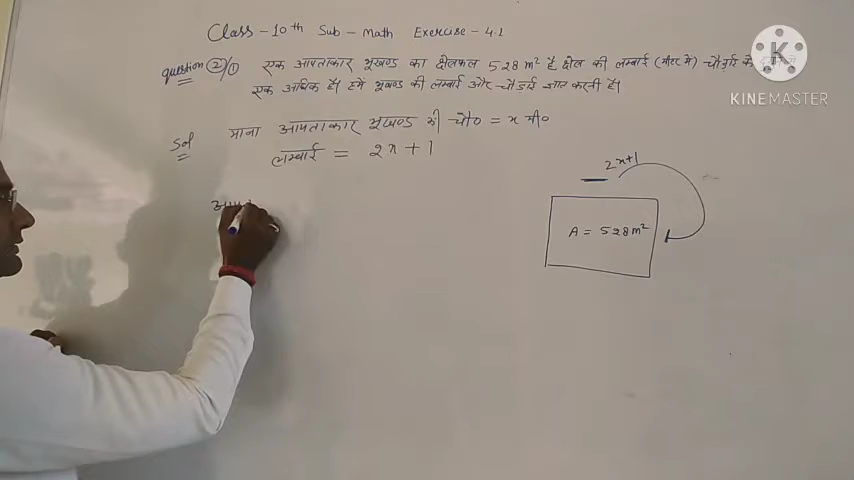 Class - 10th Sub - Math Exercise - 4.1
question ②/① एक आयताकार भूखण्ड का क्षेत्रफल 528 m² है क्षेत्र की लम्बाई (मीटर में) चौड़ाई के
एक अधिक है। हमें भूखण्ड की लम्बाई और चौड़ाई ज्ञात करनी है।
Sol माना आयताकार भूखण्ड की चौ० = x मी०
लम्बाई = 2x + 1
2x+1
A = 528 m²
K
KINEMASTER